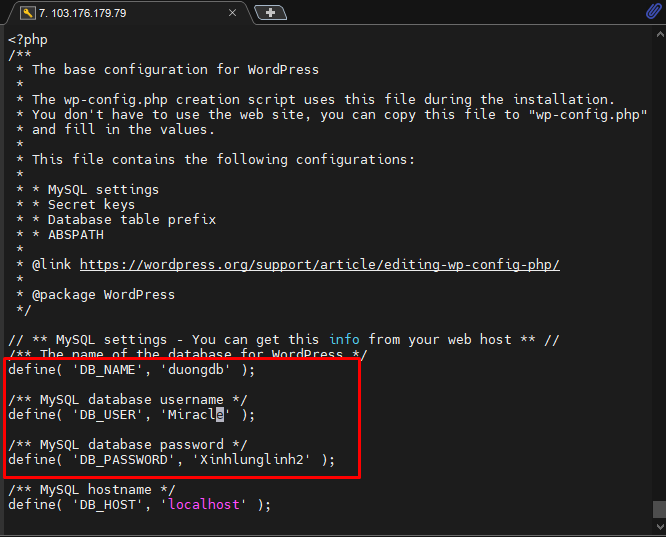 7. 103.176.179.79
<?php
/**
 * The base configuration for WordPress
 *
 * The wp-config.php creation script uses this file during the installation.
 * You don't have to use the web site, you can copy this file to "wp-config.php"
 * and fill in the values.
 *
 * This file contains the following configurations:
 *
 * * MySQL settings
 * * Secret keys
 * * Database table prefix
 * * ABSPATH
 *
 * @link https://wordpress.org/support/article/editing-wp-config-php/
 *
 * @package WordPress
 */

// ** MySQL settings - You can get this info from your web host ** //
/** The name of the database for WordPress */
define( 'DB_NAME', 'duongdb' );

/** MySQL database username */
define( 'DB_USER', 'Miracle' );

/** MySQL database password */
define( 'DB_PASSWORD', 'Xinhlunglinh2' );

/** MySQL hostname */
define( 'DB_HOST', 'localhost' );